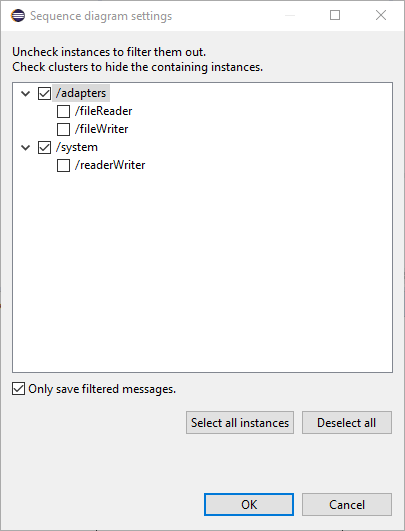 Sequence diagram settings
Uncheck instances to filter them out.
Check clusters to hide the containing instances.
/adapters
/fileReader
/fileWriter
/system
/readerWriter
Only save filtered messages.
Select all instances
Deselect all
OK
Cancel